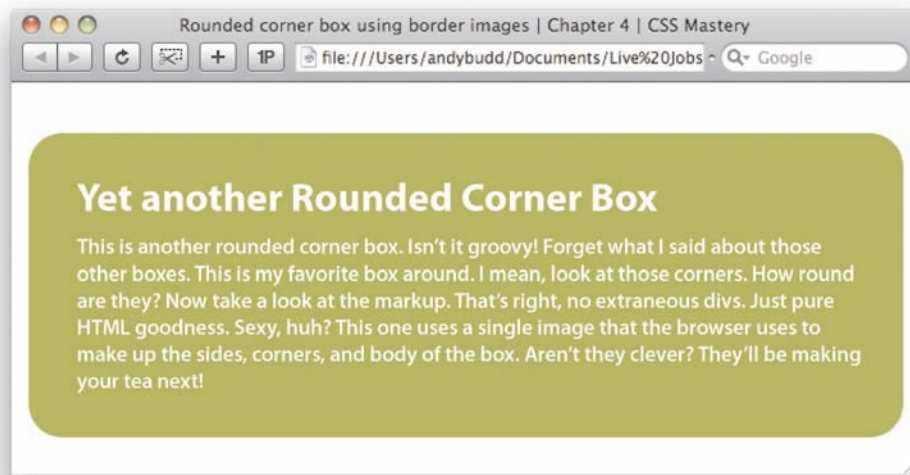 Rounded corner box using border images | Chapter 4 | CSS Mastery
1P
file:///Users/andybudd/Documents/Live%20Jobs
Google
Yet another Rounded Corner Box
This is another rounded corner box. Isn’t it groovy! Forget what I said about those
other boxes. This is my favorite box around. I mean, look at those corners. How round
are they? Now take a look at the markup. That’s right, no extraneous divs. Just pure
HTML goodness. Sexy, huh? This one uses a single image that the browser uses to
make up the sides, corners, and body of the box. Aren’t they clever? They’ll be making
your tea next!